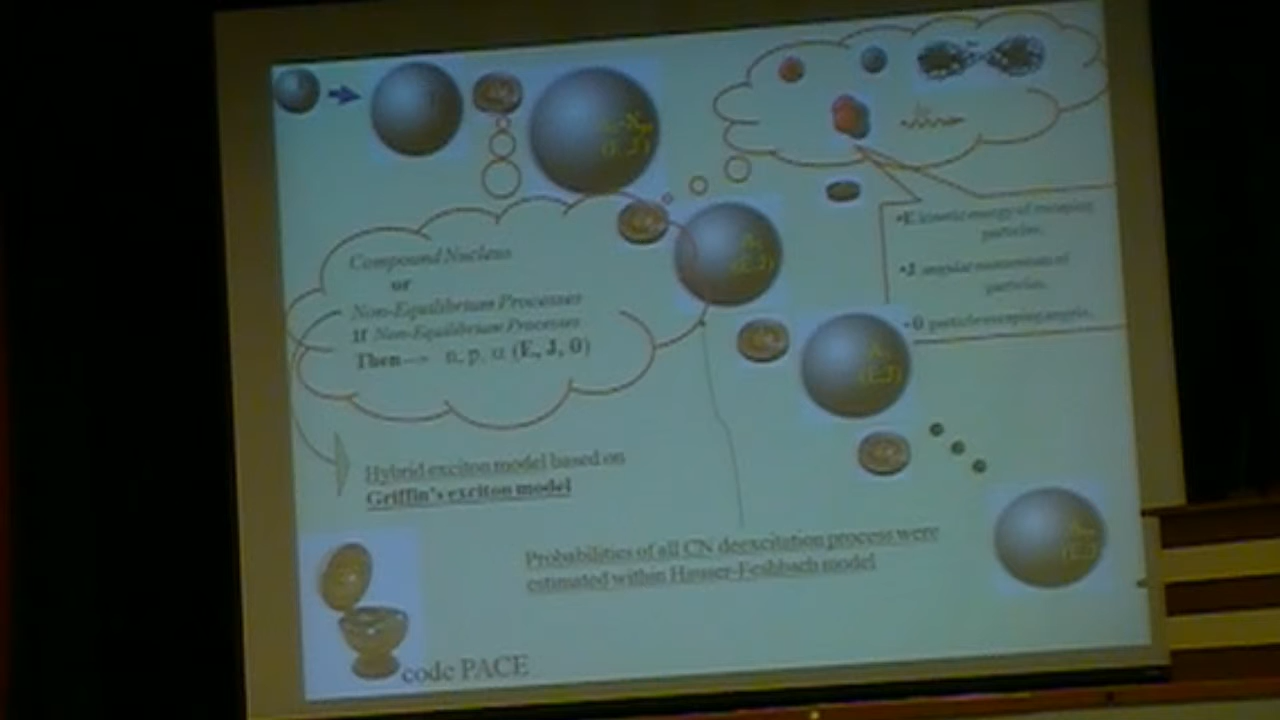 Compound Nucleus
or
Non-Equilibrium Processes
If Non-Equilibrium Processes
Then---> n, p, α (E, J, θ)
•E kinetic energy of escaping
particles.
•J angular momentum of
particles.
•θ particle escaping angle.
Hybrid exciton model based on
Griffin's exciton model
Probabilities of all CN deexcitation process were
estimated within Hauser-Feshbach model
code PACE